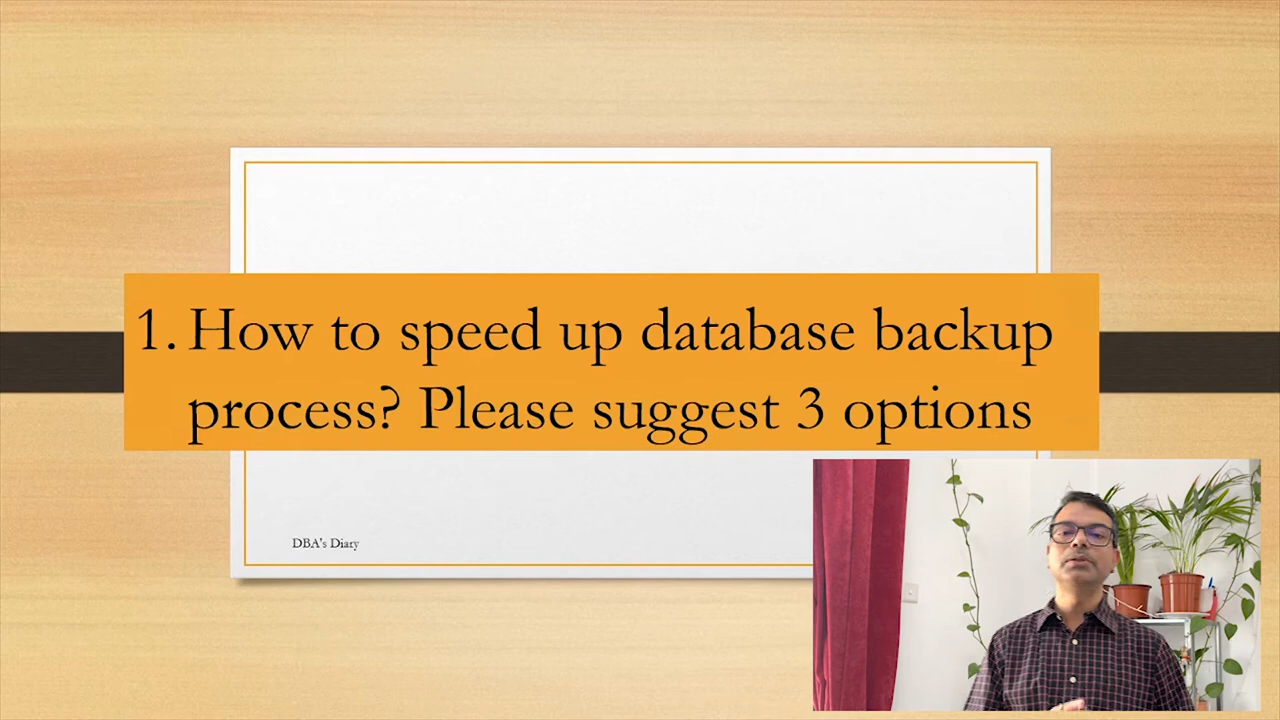 1. How to speed up database backup
process? Please suggest 3 options
DBA's Diary